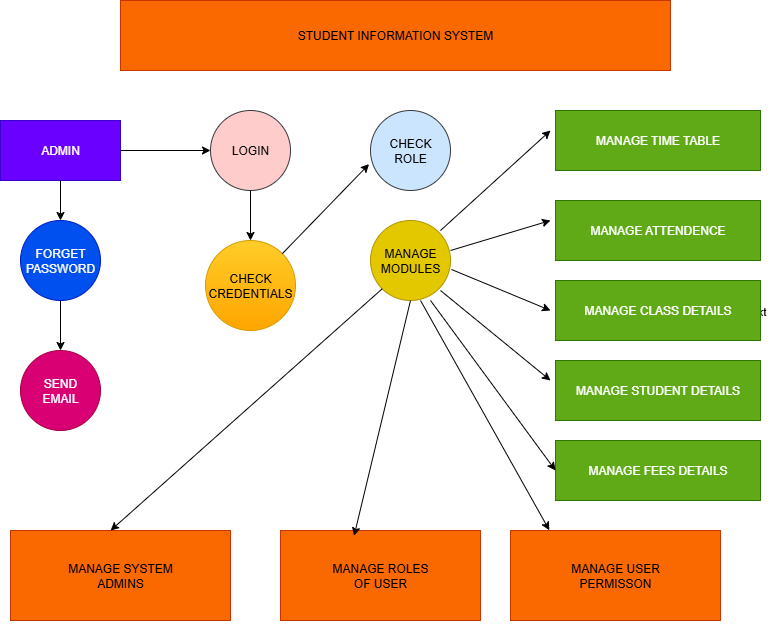 STUDENT INFORMATION SYSTEM
ADMIN
LOGIN
CHECK
ROLE
MANAGE TIME TABLE
FORGET
PASSWORD
CHECK
CREDENTIALS
MANAGE
MODULES
MANAGE ATTENDENCE
MANAGE CLASS DETAILS
SEND
EMAIL
MANAGE STUDENT DETAILS
MANAGE FEES DETAILS
MANAGE SYSTEM
ADMINS
MANAGE ROLES
OF USER
MANAGE USER
PERMISSON